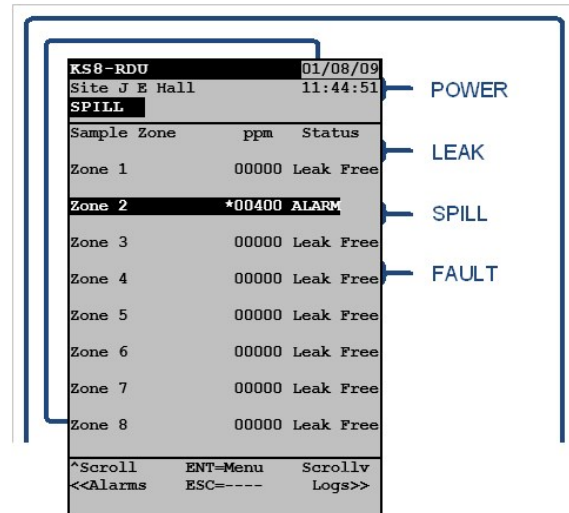 KS8-RDU 01/08/09
Site J E Hall 11:44:51
SPILL
Sample Zone ppm Status
Zone 1 00000 Leak Free
Zone 2 *00400 ALARM
Zone 3 00000 Leak Free
Zone 4 00000 Leak Free
Zone 5 00000 Leak Free
Zone 6 00000 Leak Free
Zone 7 00000 Leak Free
Zone 8 00000 Leak Free
^Scroll ENT=Menu Scrollv
<<Alarms ESC=---- Logs>>
POWER
LEAK
SPILL
FAULT